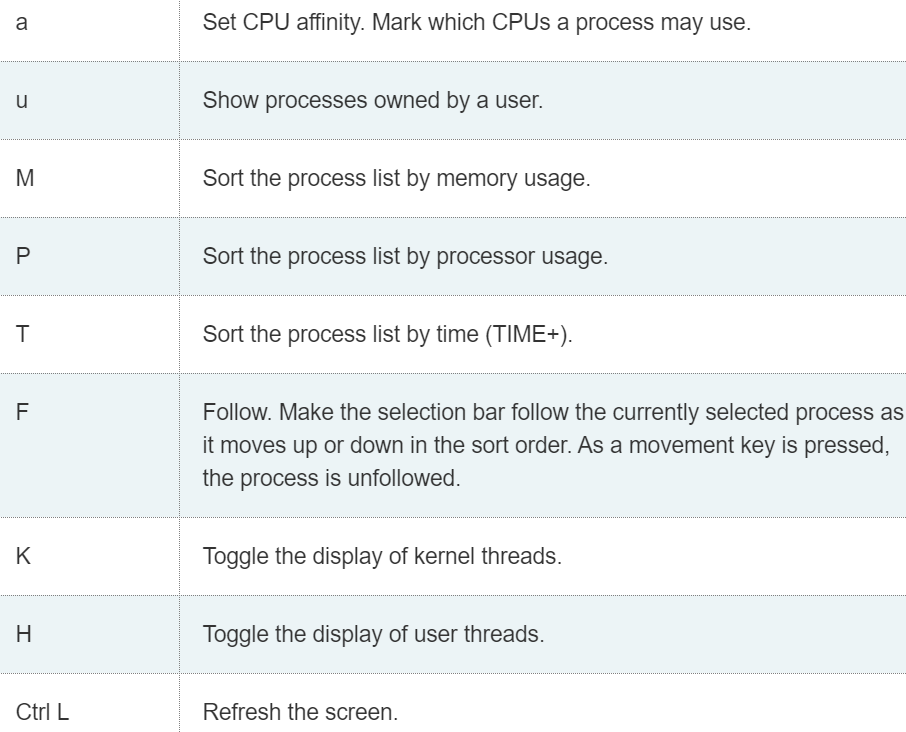 a Set CPU affinity. Mark which CPUs a process may use.
u Show processes owned by a user.
M Sort the process list by memory usage.
P Sort the process list by processor usage.
T Sort the process list by time (TIME+).
F Follow. Make the selection bar follow the currently selected process as
it moves up or down in the sort order. As a movement key is pressed,
the process is unfollowed.
K Toggle the display of kernel threads.
H Toggle the display of user threads.
Ctrl L Refresh the screen.